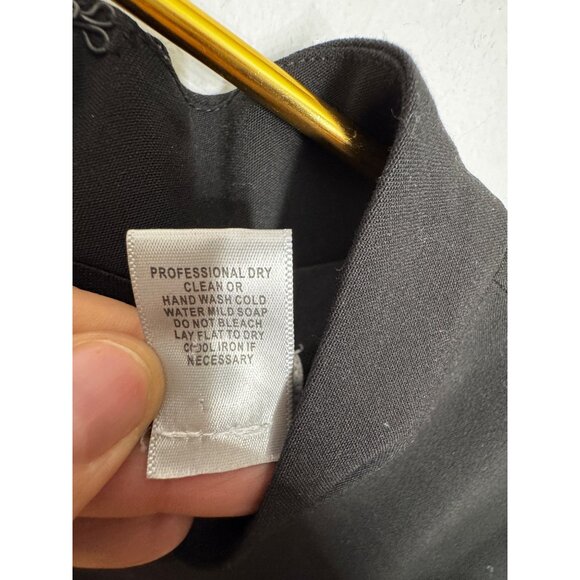 PROFESSIONAL DRY
CLEAN OR
HAND WASH COLD
WATER MILD SOAP
DO NOT BLEACH
LAY FLAT TO DRY
COOL IRON IF
NECESSARY